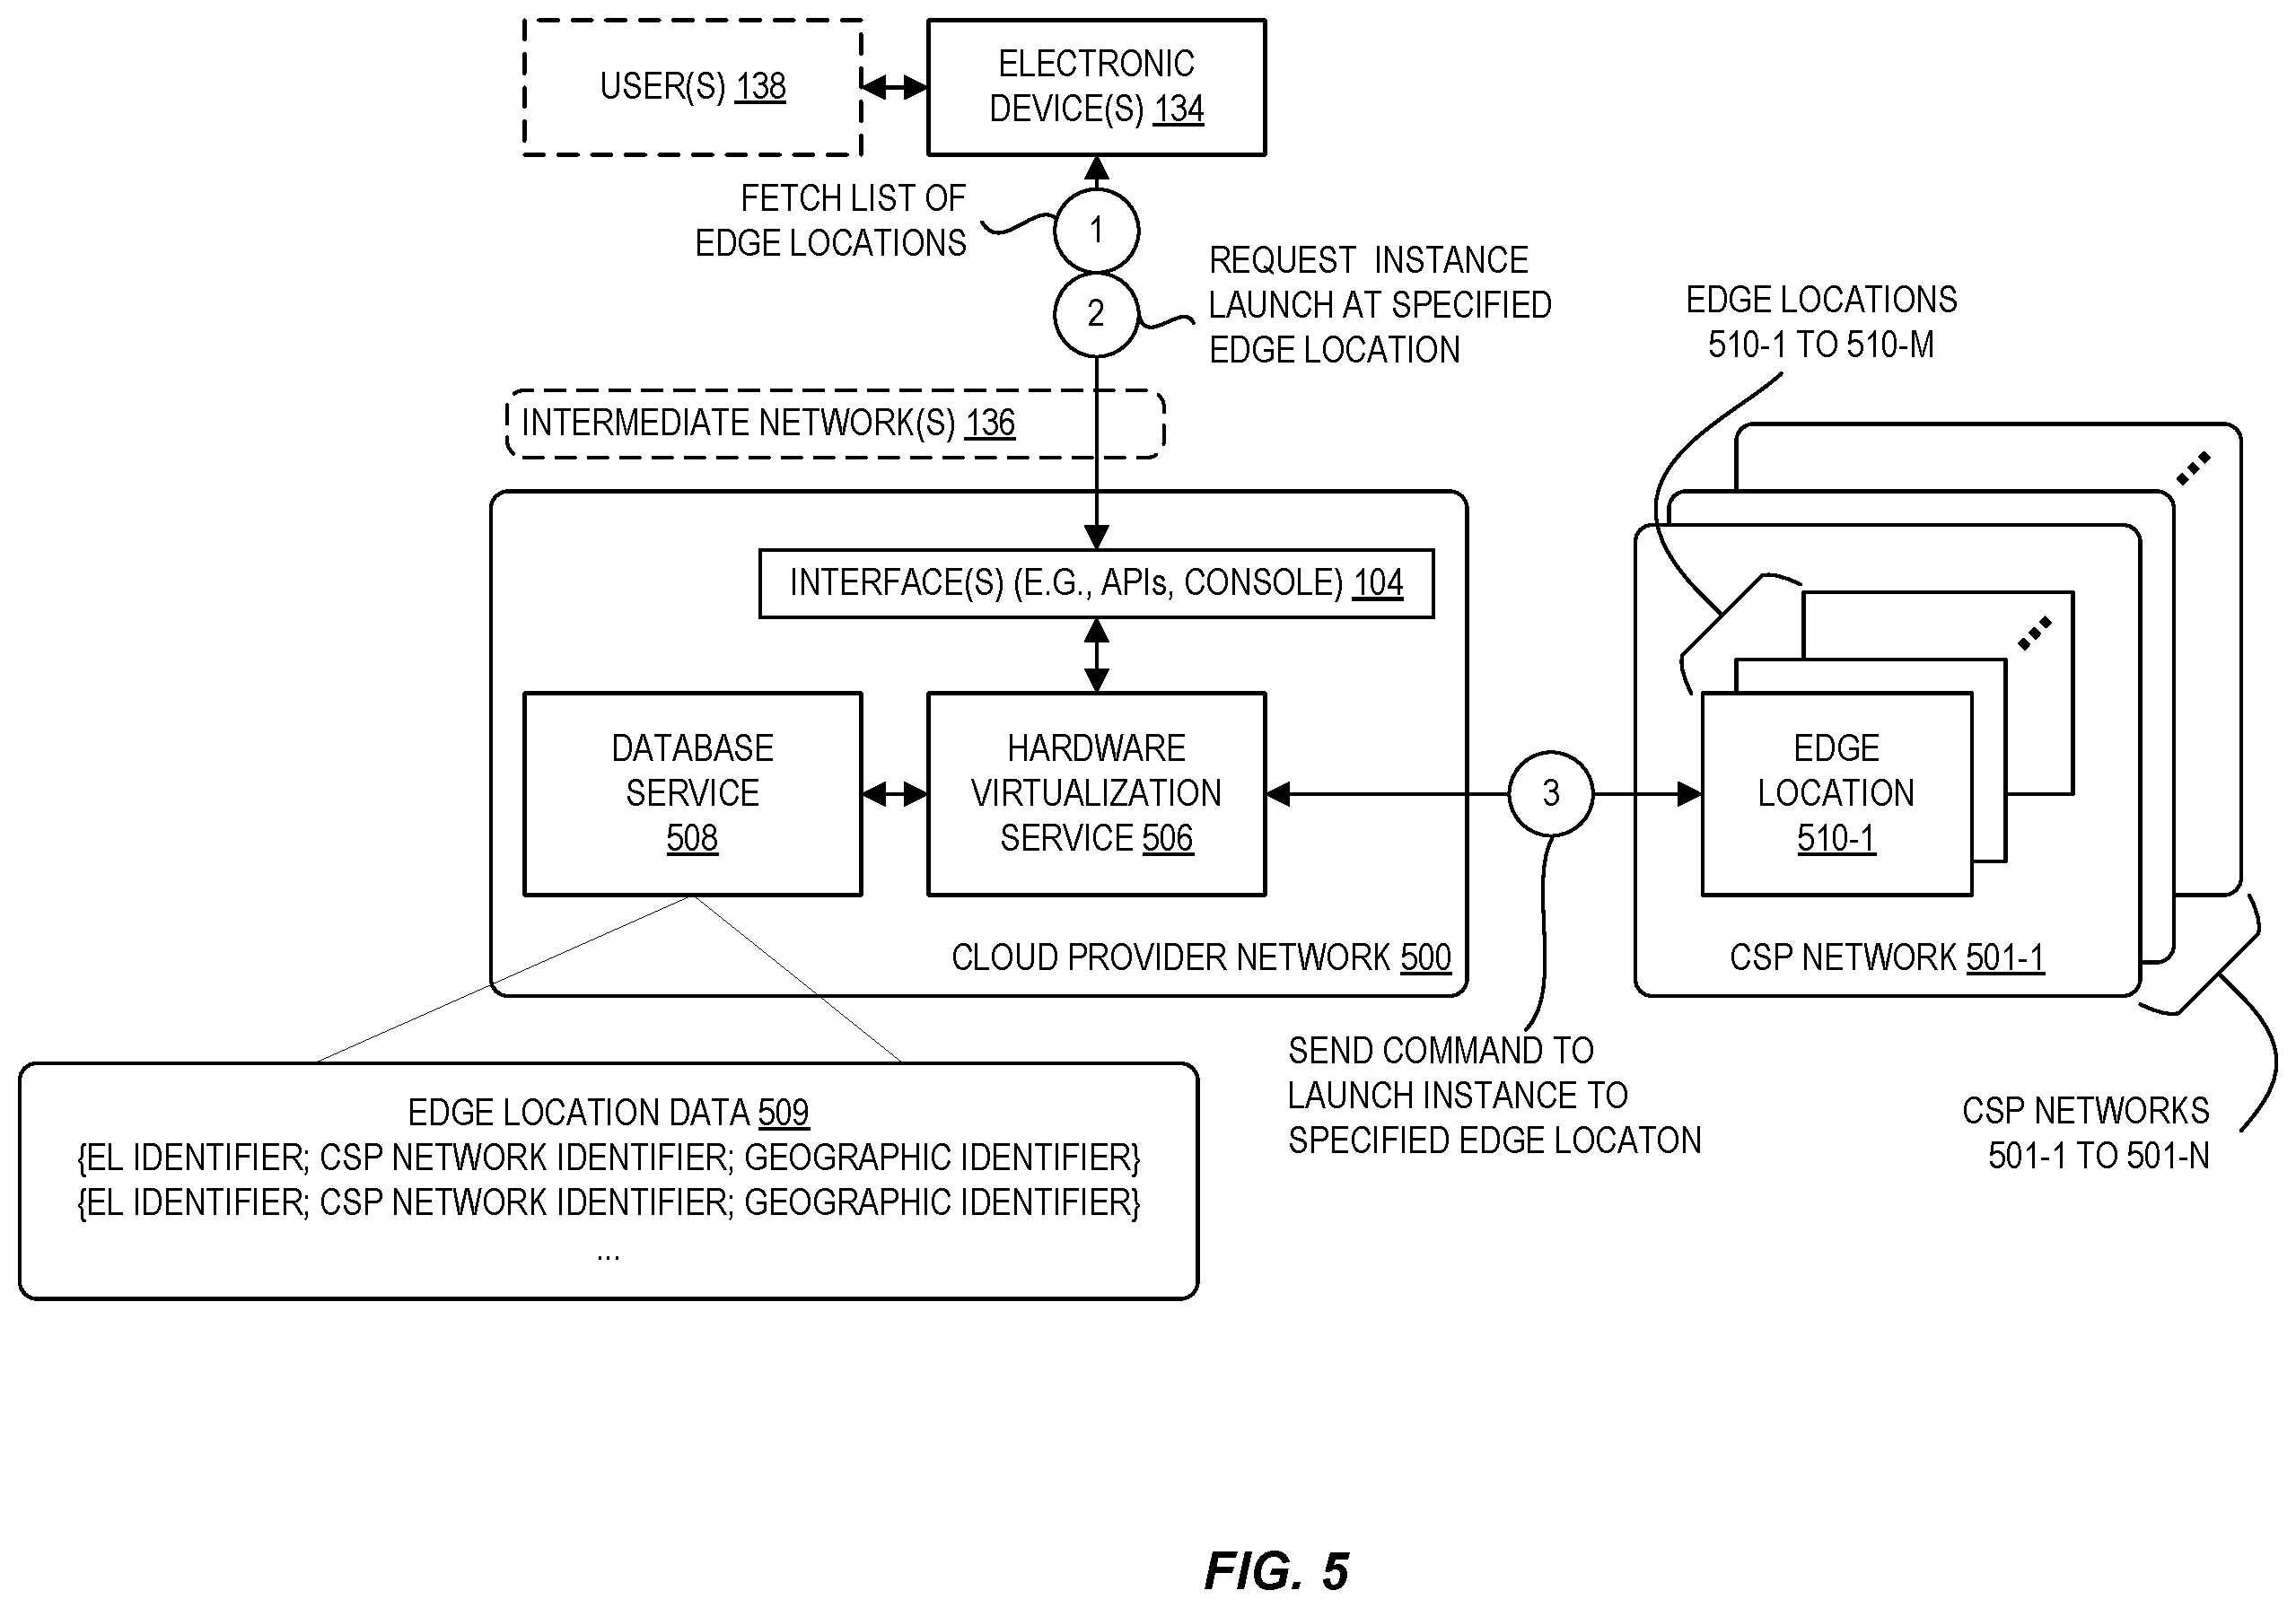 USER(S) 138
ELECTRONIC
DEVICE(S) 134
FETCH LIST OF
EDGE LOCATIONS
1
2
REQUEST INSTANCE
LAUNCH AT SPECIFIED
EDGE LOCATION
EDGE LOCATIONS
510-1 TO 510-M
INTERMEDIATE NETWORK(S) 136
INTERFACE(S) (E.G., APIs, CONSOLE) 104
DATABASE
SERVICE
508
HARDWARE
VIRTUALIZATION
SERVICE 506
3
EDGE
LOCATION
510-1
CLOUD PROVIDER NETWORK 500
CSP NETWORK 501-1
SEND COMMAND TO
LAUNCH INSTANCE TO
SPECIFIED EDGE LOCATON
CSP NETWORKS
501-1 TO 501-N
EDGE LOCATION DATA 509
{EL IDENTIFIER; CSP NETWORK IDENTIFIER; GEOGRAPHIC IDENTIFIER}
{EL IDENTIFIER; CSP NETWORK IDENTIFIER; GEOGRAPHIC IDENTIFIER}
...
FIG. 5